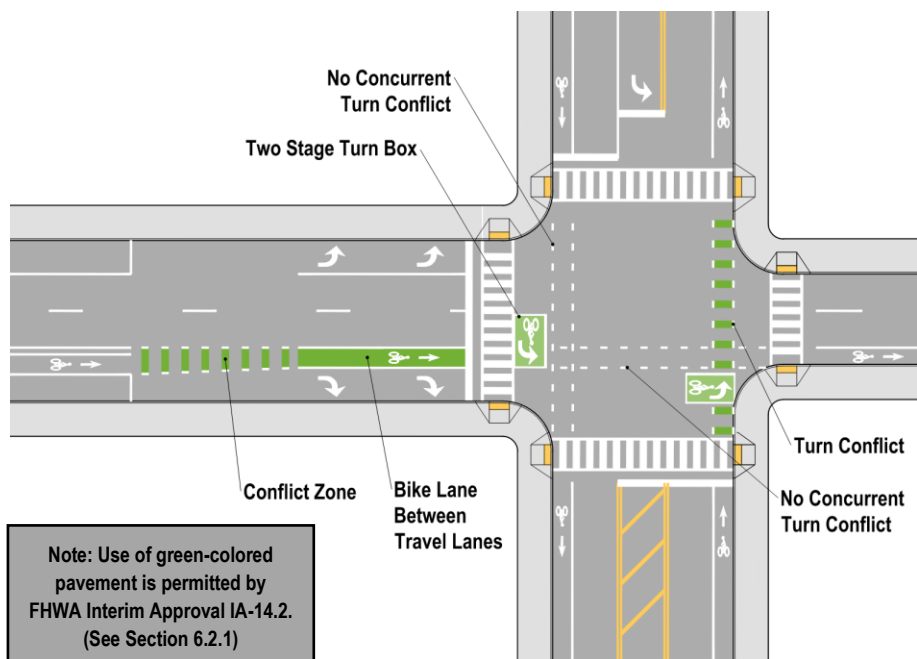 No Concurrent
Turn Conflict
Two Stage Turn Box
Conflict Zone
Bike Lane
Between
Travel Lanes
Turn Conflict
No Concurrent
Turn Conflict
Note: Use of green-colored
pavement is permitted by
FHWA Interim Approval IA-14.2.
(See Section 6.2.1)